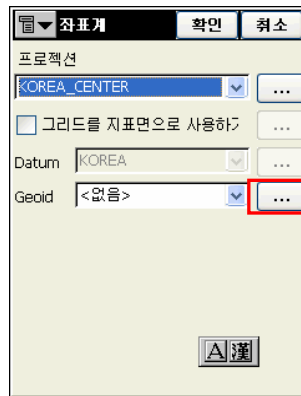 좌표계 확인 취소
프로젝션
KOREA_CENTER ...
그리드를 지표면으로 사용하기 ...
Datum KOREA ...
Geoid <없음> ...
A 漢